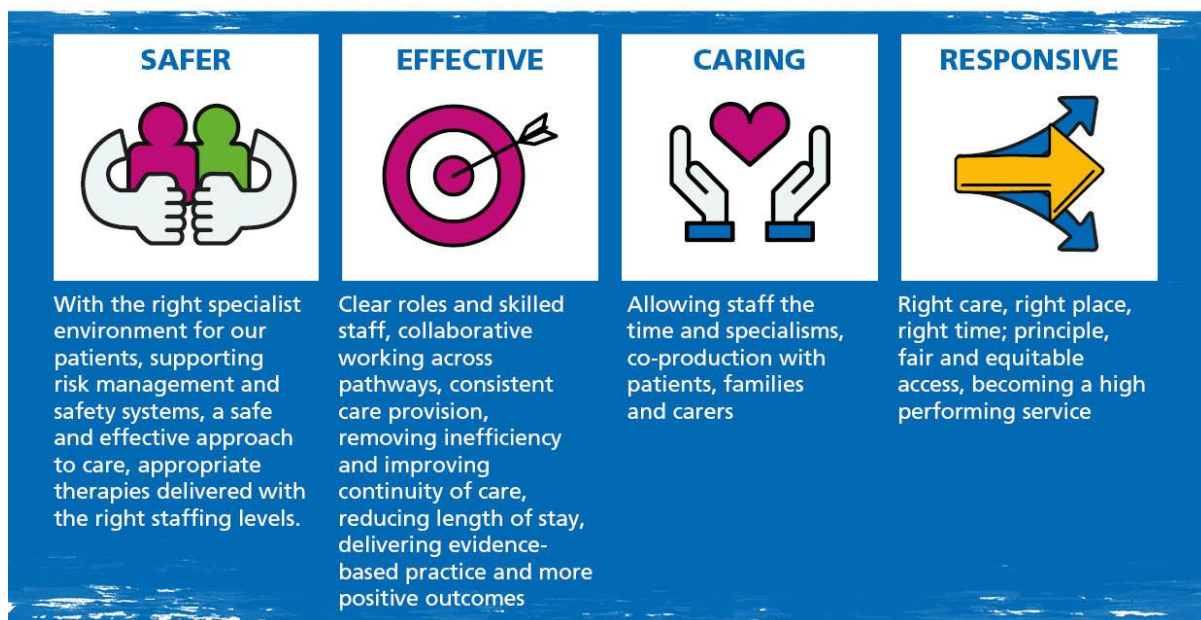 SAFER
With the right specialist
environment for our
patients, supporting
risk management and
safety systems, a safe
and effective approach
to care, appropriate
therapies delivered with
the right staffing levels.
EFFECTIVE
Clear roles and skilled
staff, collaborative
working across
pathways, consistent
care provision,
removing inefficiency
and improving
continuity of care,
reducing length of stay,
delivering evidence-
based practice and more
positive outcomes
CARING
Allowing staff the
time and specialisms,
co-production with
patients, families
and carers
RESPONSIVE
Right care, right place,
right time; principle,
fair and equitable
access, becoming a high
performing service